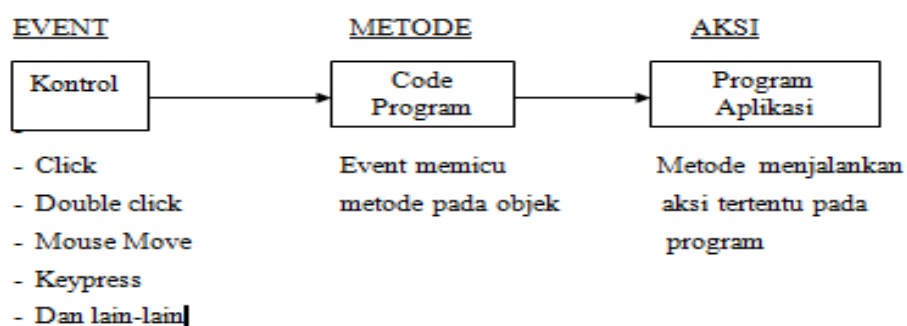 EVENT
METODE
AKSI
Kontrol
Code
Program
Program
Aplikasi
-
- Click
- Double click
- Mouse Move
- Keypress
- Dan lain-lain
Event memicu
metode pada objek
Metode menjalankan
aksi tertentu pada
program